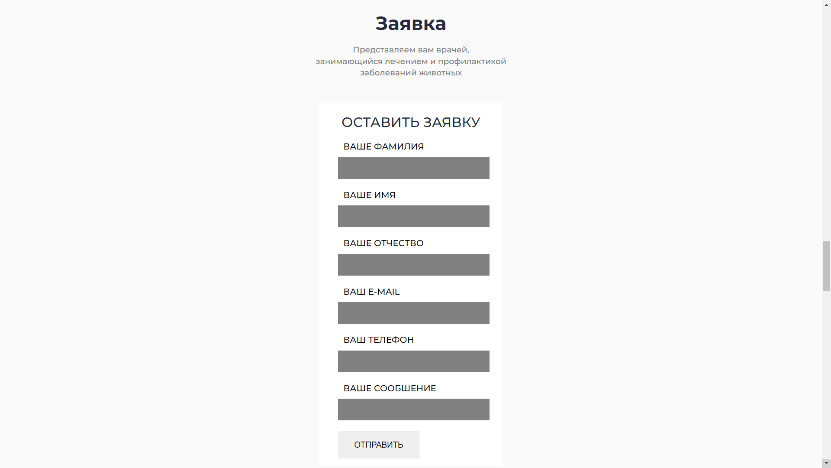 Заявка
Представляем вам врачей,
занимающийся лечением и профилактикой
заболеваний животных
ОСТАВИТЬ ЗАЯВКУ
ВАШЕ ФАМИЛИЯ
ВАШЕ ИМЯ
ВАШЕ ОТЧЕСТВО
ВАШ E-MAIL
ВАШ ТЕЛЕФОН
ВАШЕ СООБШЕНИЕ
ОТПРАВИТЬ